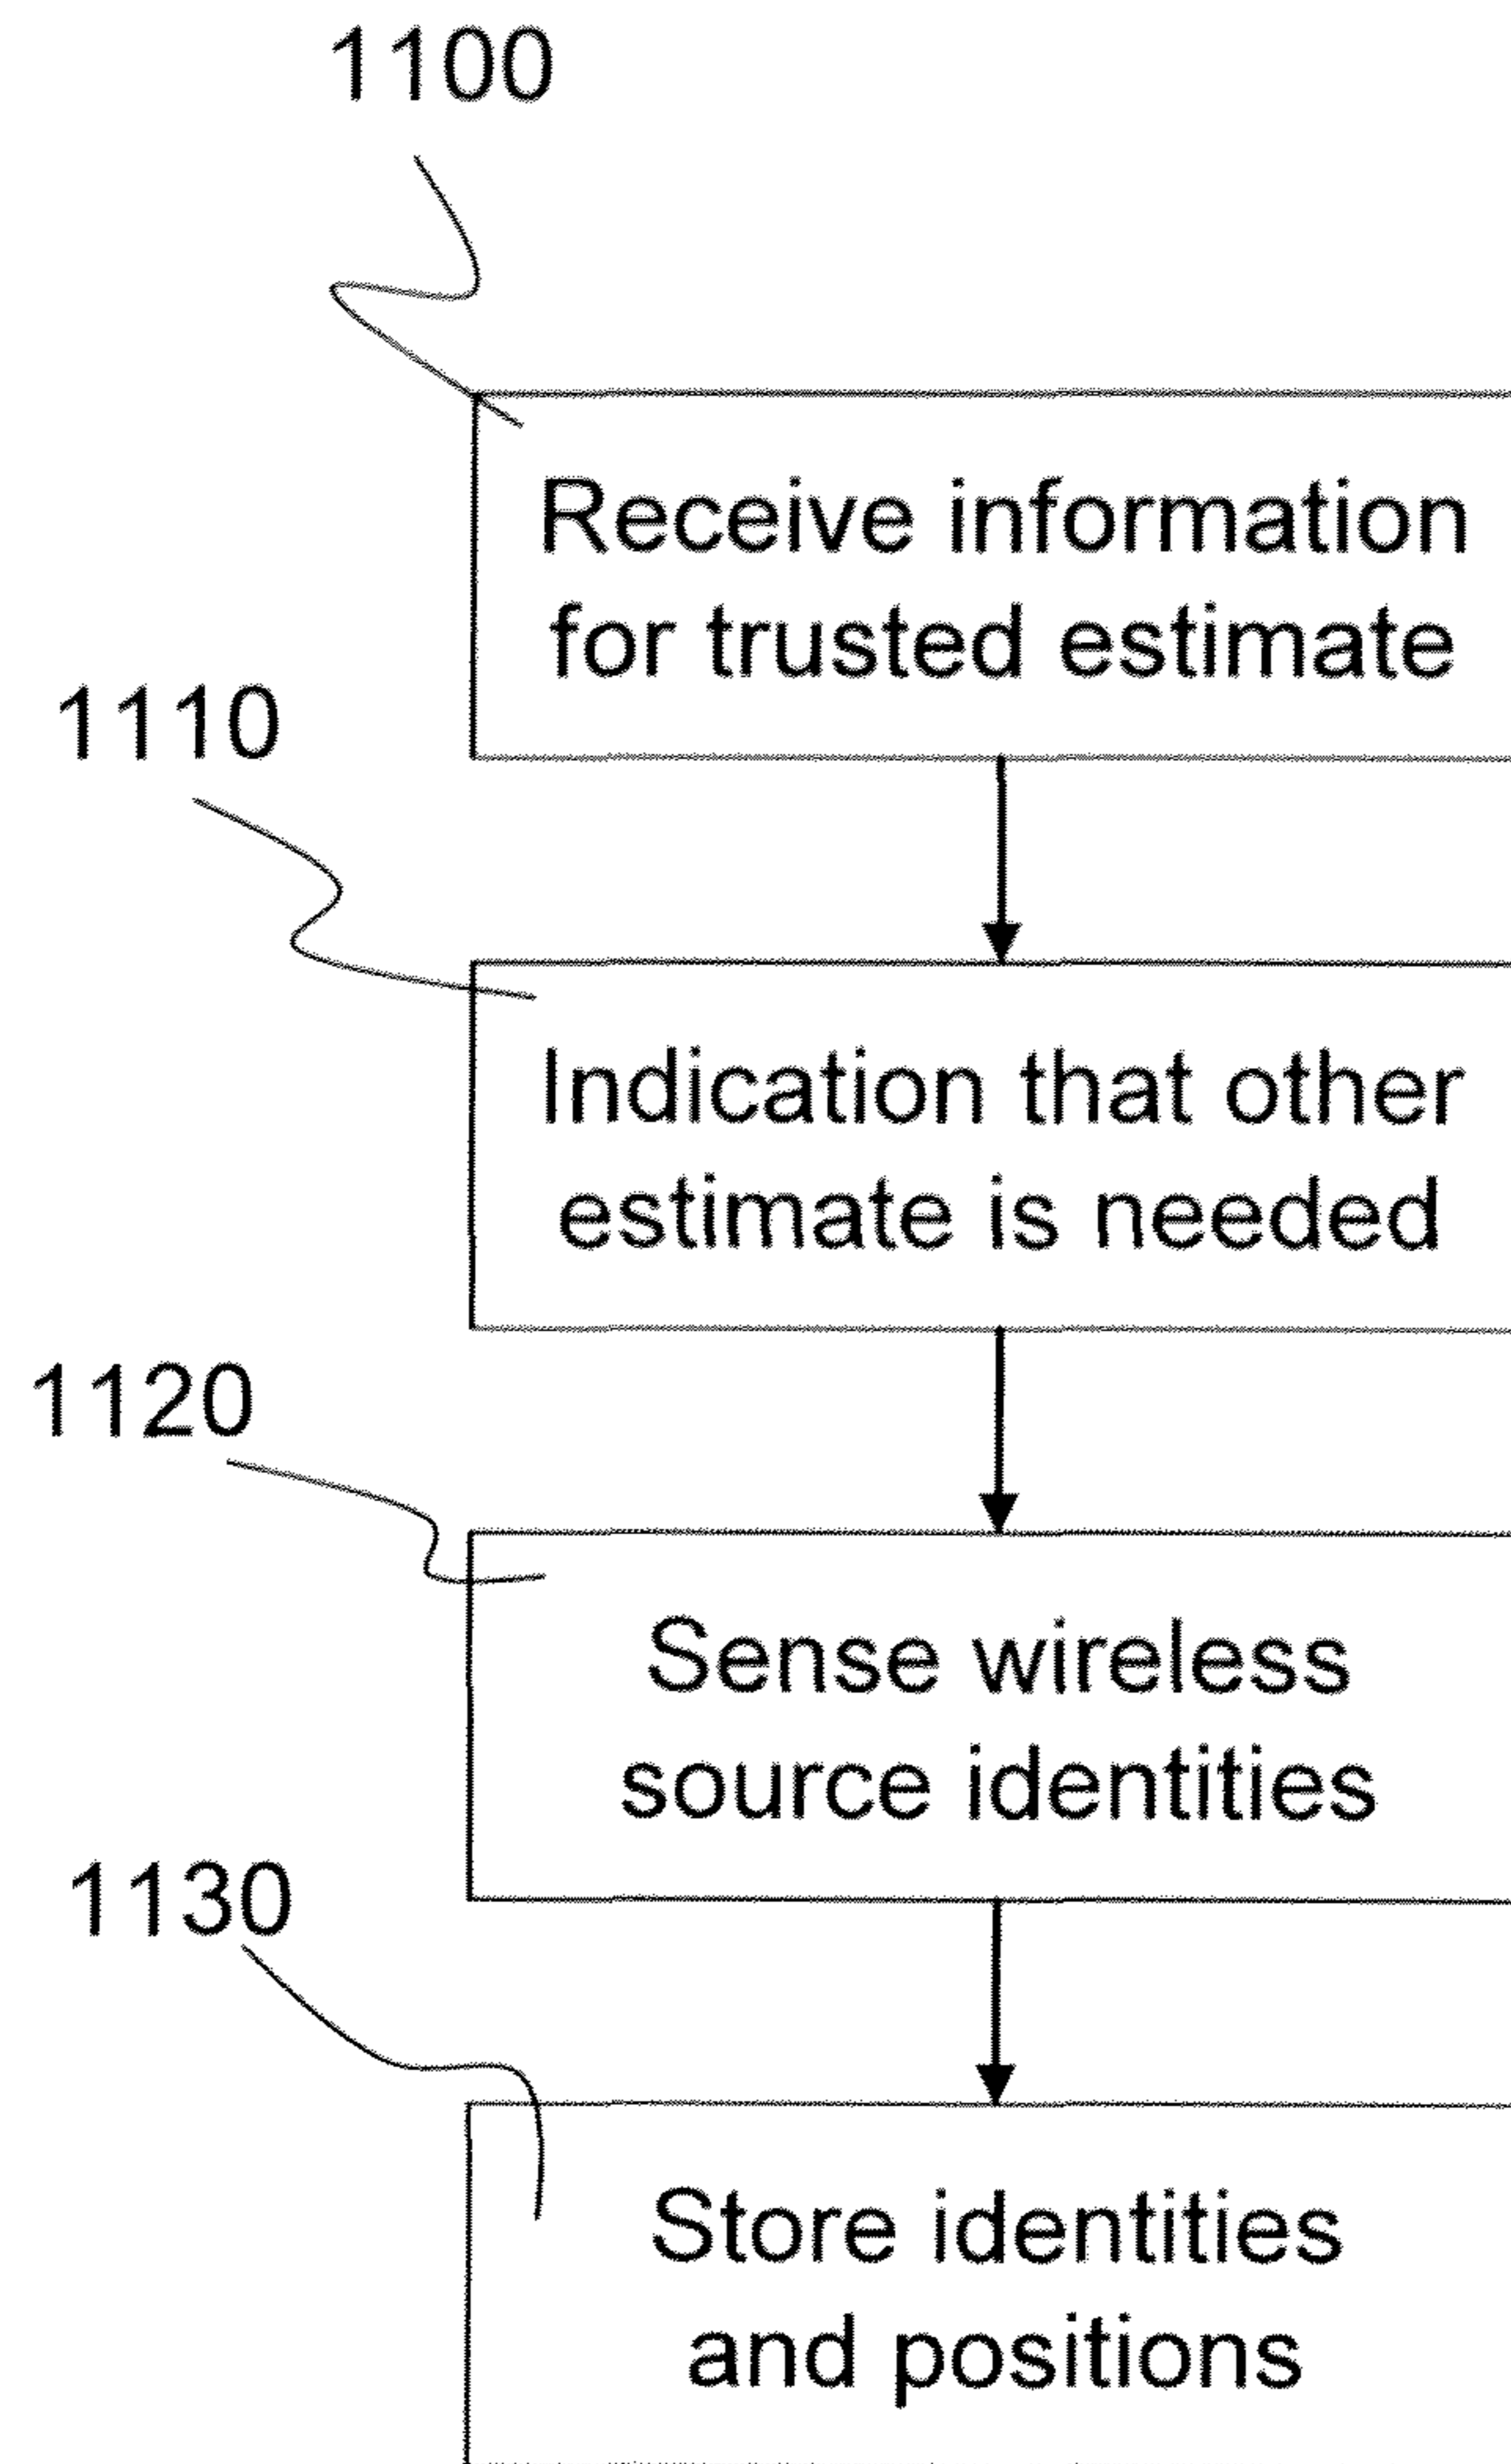 1100
Receive information
for trusted estimate
1110
Indication that other
estimate is needed
1120
Sense wireless
source identities
1130
Store identities
and positions